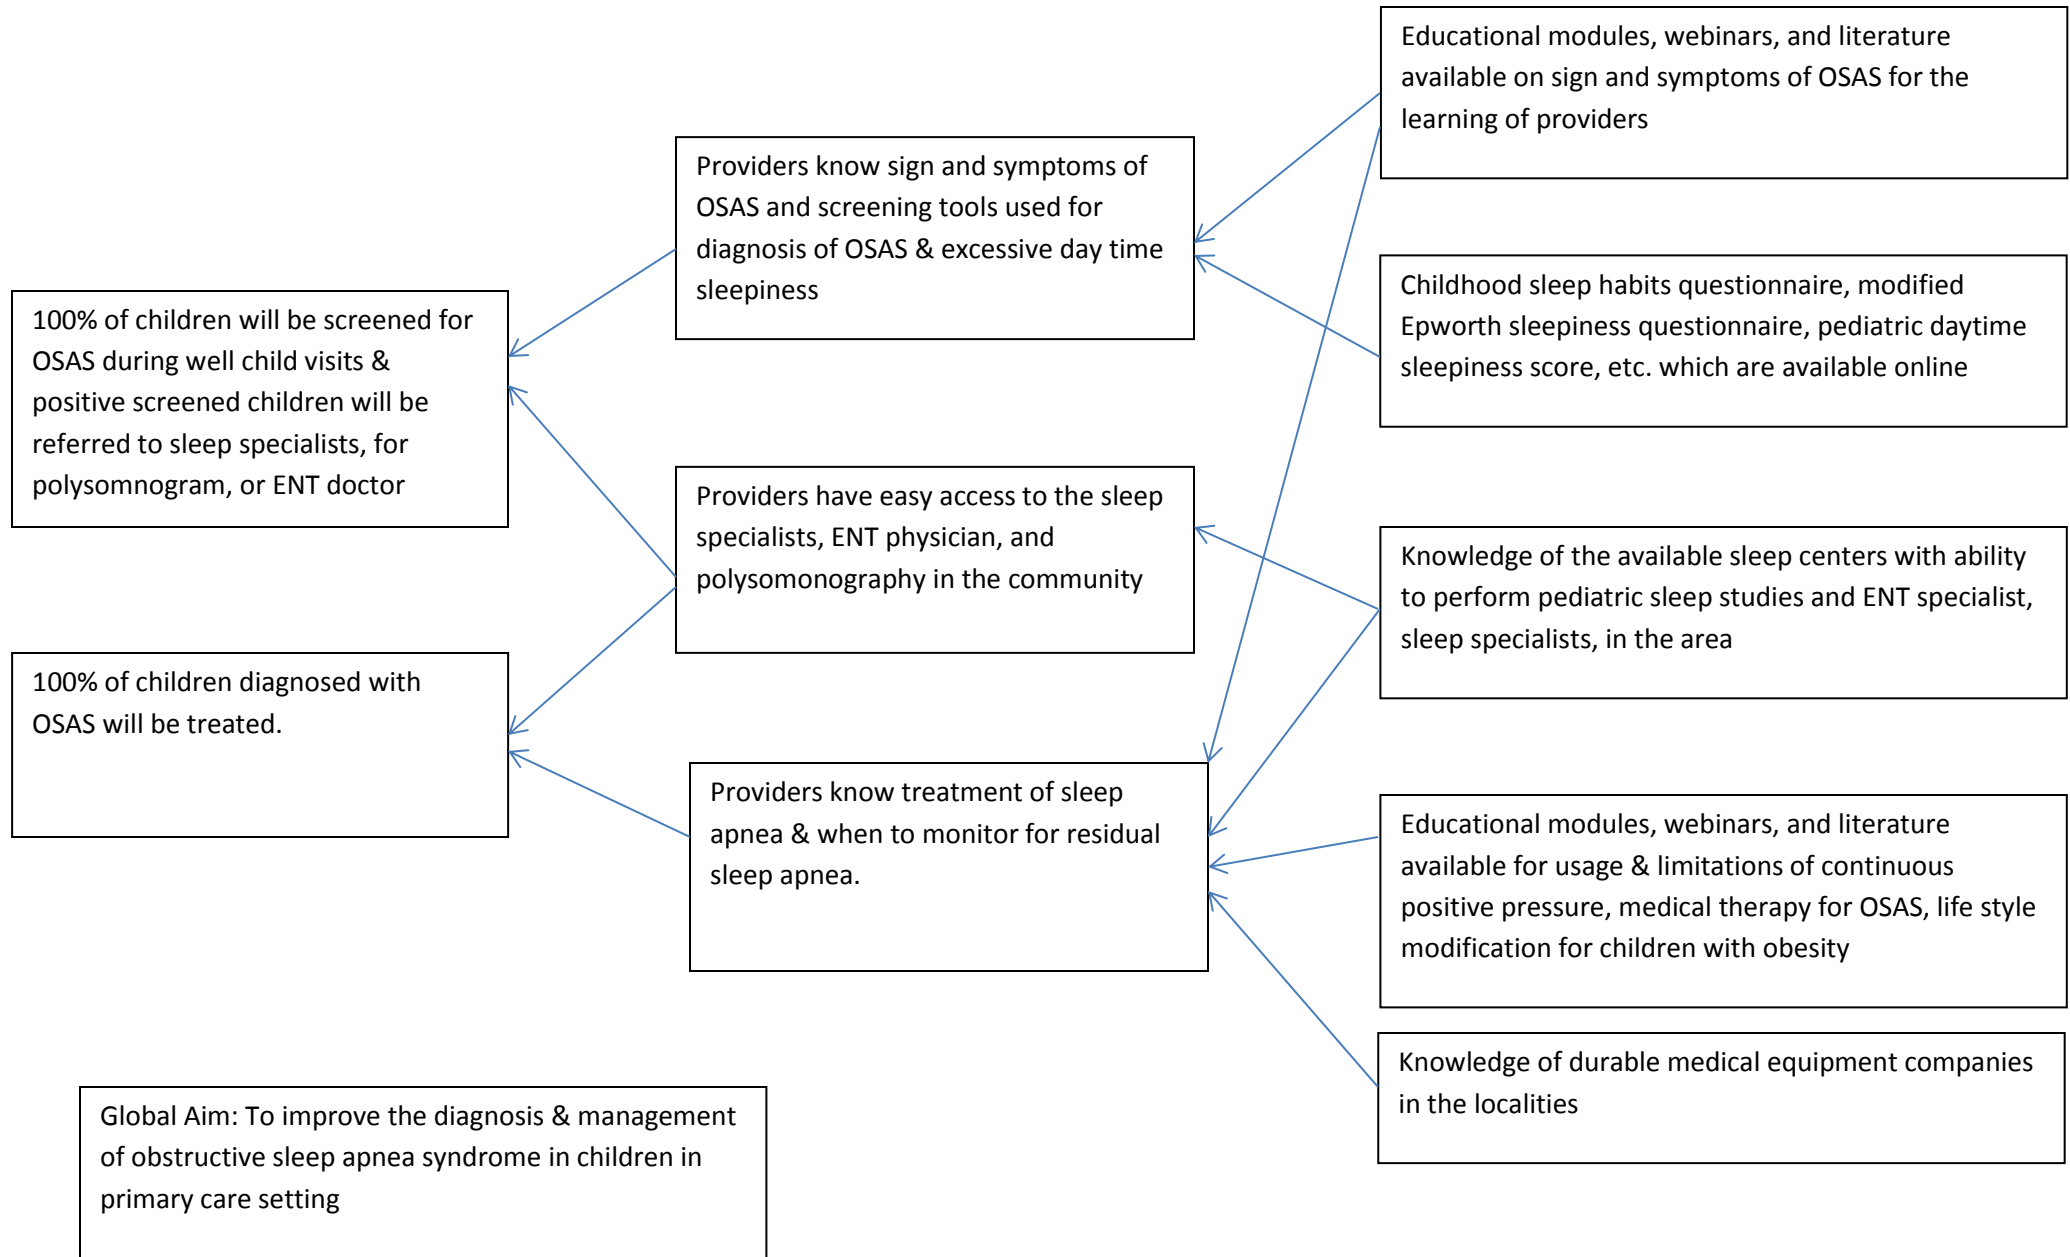 100% of children will be screened for
OSAS during well child visits &
positive screened children will be
referred to sleep specialists, for
polysomnogram, or ENT doctor
100% of children diagnosed with
OSAS will be treated.
Global Aim: To improve the diagnosis & management
of obstructive sleep apnea syndrome in children in
primary care setting
Providers know sign and symptoms of
OSAS and screening tools used for
diagnosis of OSAS & excessive day time
sleepiness
Providers have easy access to the sleep
specialists, ENT physician, and
polysomonography in the community
Providers know treatment of sleep
apnea & when to monitor for residual
sleep apnea.
Educational modules, webinars, and literature
available on sign and symptoms of OSAS for the
learning of providers
Childhood sleep habits questionnaire, modified
Epworth sleepiness questionnaire, pediatric daytime
sleepiness score, etc. which are available online
Knowledge of the available sleep centers with ability
to perform pediatric sleep studies and ENT specialist,
sleep specialists, in the area
Educational modules, webinars, and literature
available for usage & limitations of continuous
positive pressure, medical therapy for OSAS, life style
modification for children with obesity
Knowledge of durable medical equipment companies
in the localities